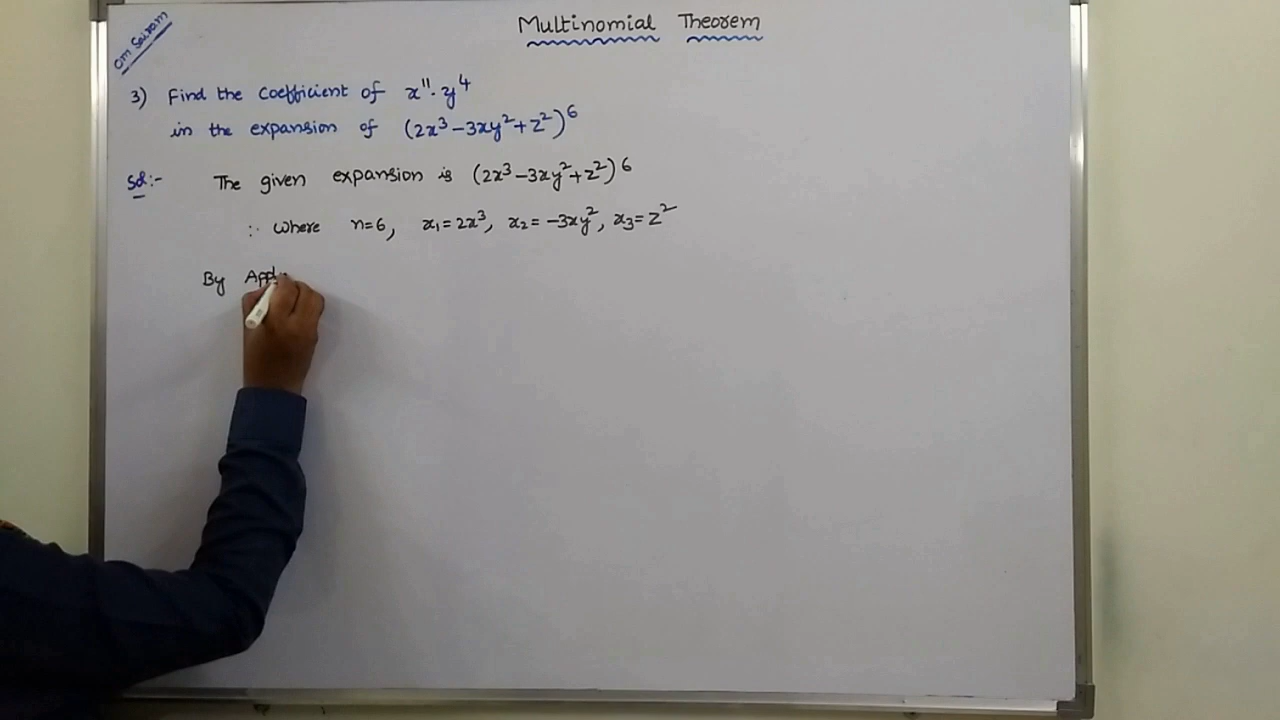 Om Sairam
Multinomial Theorem
3) Find the Coefficient of x¹¹·y⁴
in the expansion of (2x³-3xy²+z²)⁶
Sol:- The given expansion is (2x³-3xy²+z²)⁶
∴ where n=6, x₁=2x³, x₂=-3xy², x₃=z²
By